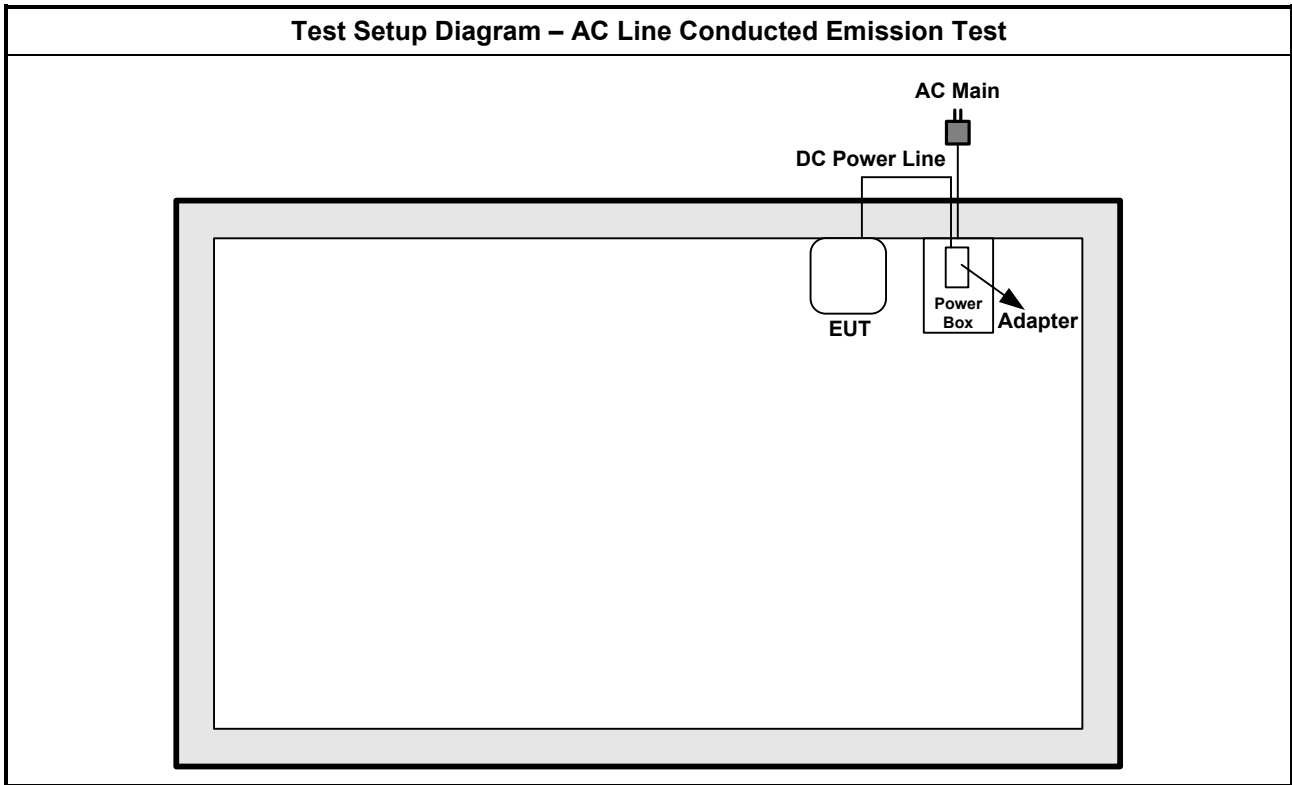 Test Setup Diagram – AC Line Conducted Emission Test
AC Main
DC Power Line
EUT
Power
Box
Adapter